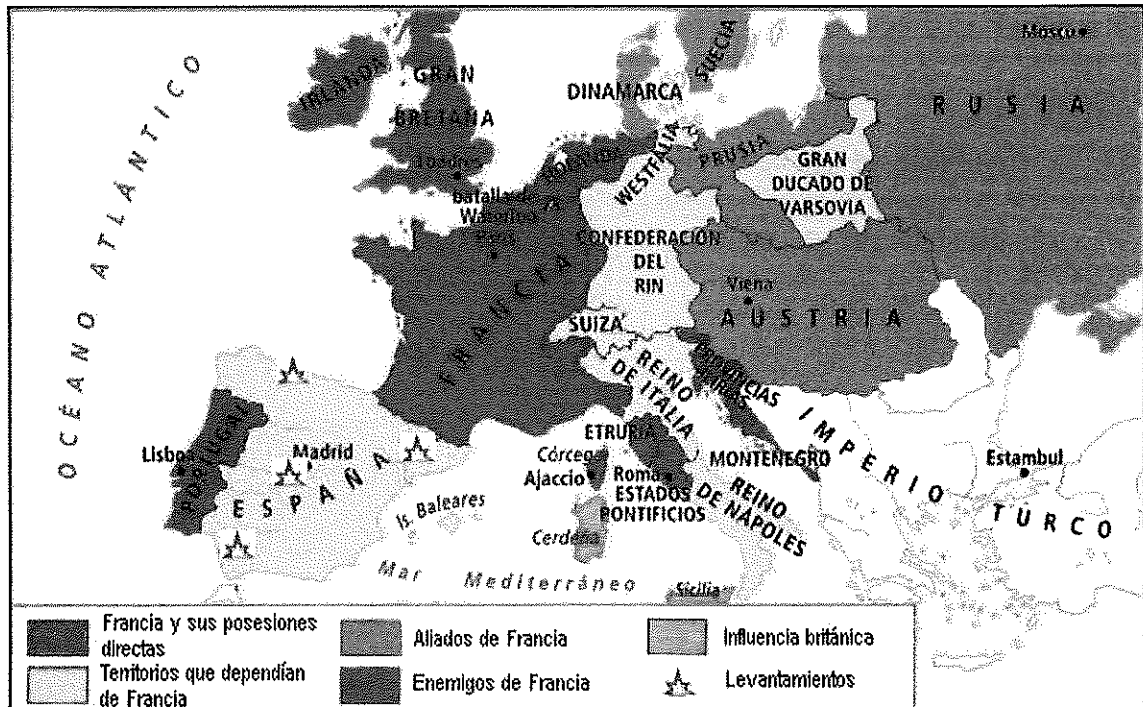 OCÉANO ATLÁNTICO
IRLANDA
GRAN
BRETAÑA
Londres
DINAMARCA
SUECIA
Moscú
RUSIA
HOLANDA
WESTFALIA
PRUSIA
GRAN
DUCADO DE
VARSOVIA
batalla de
Waterloo
París
CONFEDERACIÓN
DEL
RIN
FRANCIA
Viena
AUSTRIA
SUIZA
REINO
DE ITALIA
PROVINCIAS
IMPERIO
TURCO
Estambul
ETRURIA
MONTENEGRO
Córcega
Ajaccio
Roma
ESTADOS
PONTIFICIOS
REINO
DE NÁPOLES
Lisboa
PORTUGAL
Madrid
ESPAÑA
Is. Baleares
Cerdeña
Mar Mediterráneo
Sicilia
Francia y sus posesiones
directas
Territorios que dependían
de Francia
Aliados de Francia
Enemigos de Francia
Influencia británica
Levantamientos